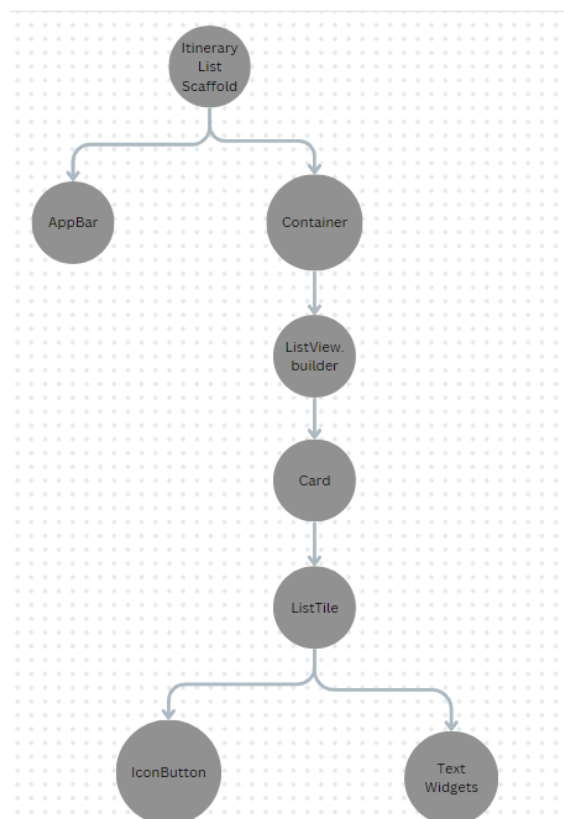 Itinerary
List
Scaffold
AppBar
Container
ListView.
builder
Card
ListTile
IconButton
Text
Widgets